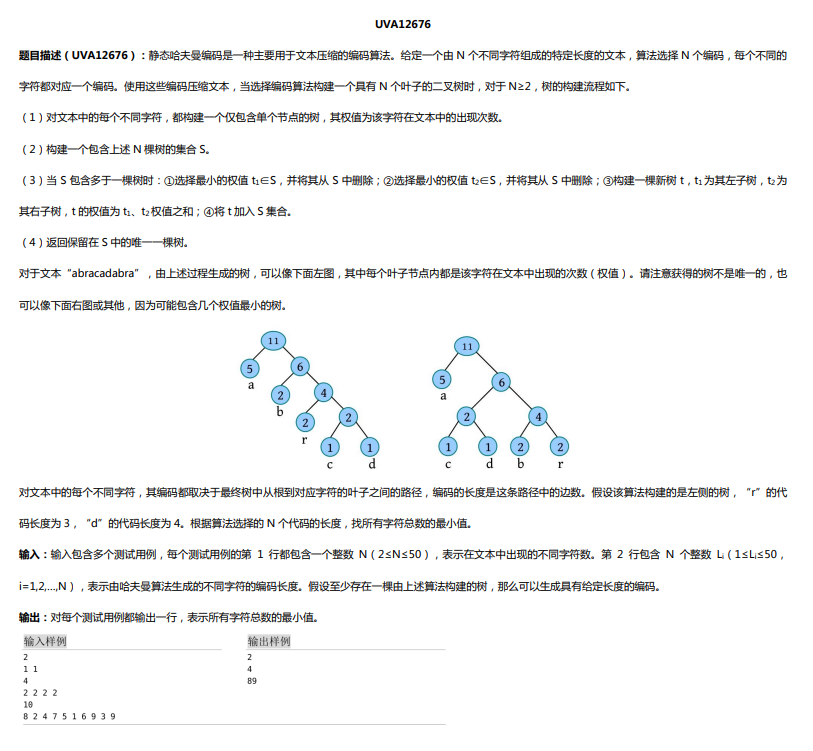 UVA12676
题目描述（UVA12676）：静态哈夫曼编码是一种主要用于文本压缩的编码算法。给定一个由 N 个不同字符组成的特定长度的文本，算法选择 N 个编码，每个不同的
字符都对应一个编码。使用这些编码压缩文本，当选择编码算法构建一个具有 N 个叶子的二叉树时，对于 N≥2，树的构建流程如下。
（1）对文本中的每个不同字符，都构建一个仅包含单个节点的树，其权值为该字符在文本中的出现次数。
（2）构建一个包含上述 N 棵树的集合 S。
（3）当 S 包含多于一棵树时：①选择最小的权值 t₁∈S，并将其从 S 中删除；②选择最小的权值 t₂∈S，并将其从 S 中删除；③构建一棵新树 t，t₁ 为其左子树，t₂ 为
其右子树，t 的权值为 t₁、t₂ 权值之和；④将 t 加入 S 集合。
（4）返回保留在 S 中的唯一一棵树。
对于文本“abracadabra”，由上述过程生成的树，可以像下面左图，其中每个叶子节点内都是该字符在文本中出现的次数（权值）。请注意获得的树不是唯一的，也
可以像下面右图或其他，因为可能包含几个权值最小的树。
11
5 6
a
2 4
b
2 2
r
1 1
c d
11
5 6
a
2 4
1 1 2 2
c d b r
对文本中的每个不同字符，其编码都取决于最终树中从根到对应字符的叶子之间的路径，编码的长度是这条路径中的边数。假设该算法构建的是左侧的树，“r”的代
码长度为 3，“d”的代码长度为 4。根据算法选择的 N 个代码的长度，找所有字符总数的最小值。
输入：输入包含多个测试用例，每个测试用例的第 1 行都包含一个整数 N（2≤N≤50），表示在文本中出现的不同字符数。第 2 行包含 N 个整数 Lᵢ（1≤Lᵢ≤50，
i=1,2,...,N），表示由哈夫曼算法生成的不同字符的编码长度。假设至少存在一棵由上述算法构建的树，那么可以生成具有给定长度的编码。
输出：对每个测试用例都输出一行，表示所有字符总数的最小值。
输入样例 输出样例
2 2
1 1 4
4 89
2 2 2 2
10
8 2 4 7 5 1 6 9 3 9